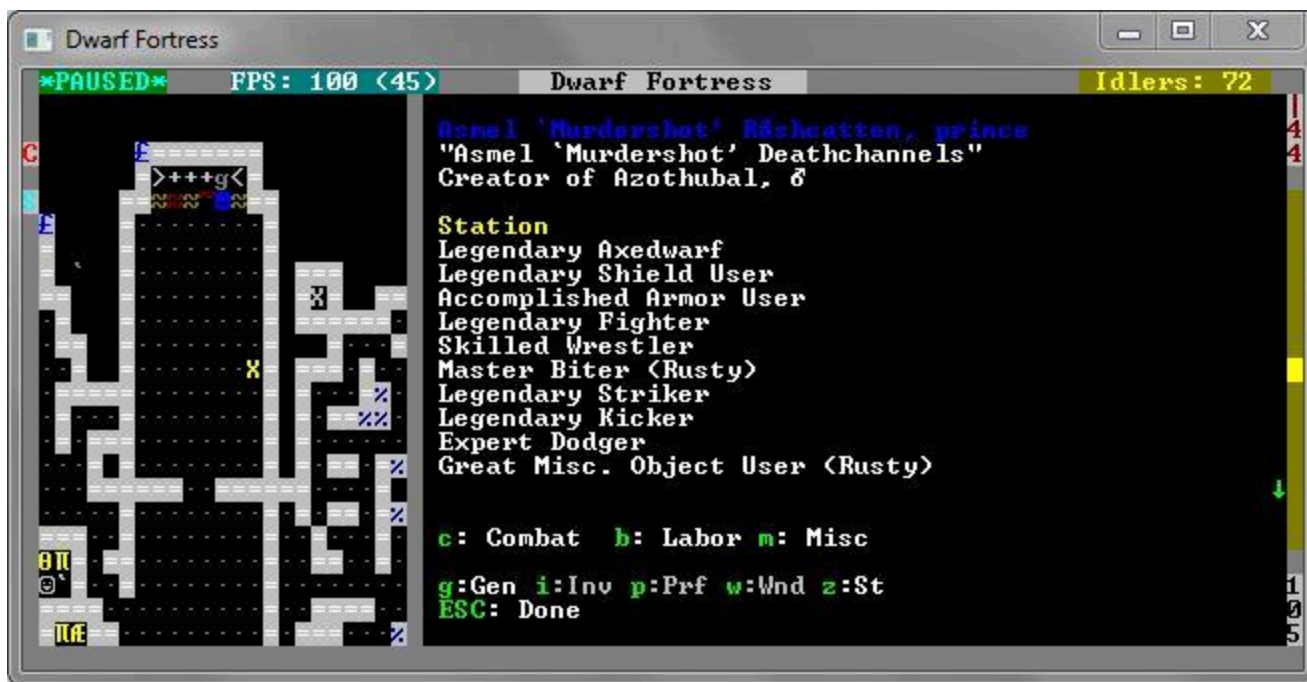 Dwarf Fortress
*PAUSED* FPS: 100 (45) Dwarf Fortress Idlers: 72
Asmel `Murdershot' Råshcatten, prince
"Asmel `Murdershot' Deathchannels"
Creator of Azothubal, ♂
Station
Legendary Axedwarf
Legendary Shield User
Accomplished Armor User
Legendary Fighter
Skilled Wrestler
Master Biter (Rusty)
Legendary Striker
Legendary Kicker
Expert Dodger
Great Misc. Object User (Rusty)
c: Combat b: Labor m: Misc
g:Gen i:Inv p:Prf w:Wnd z:St
ESC: Done